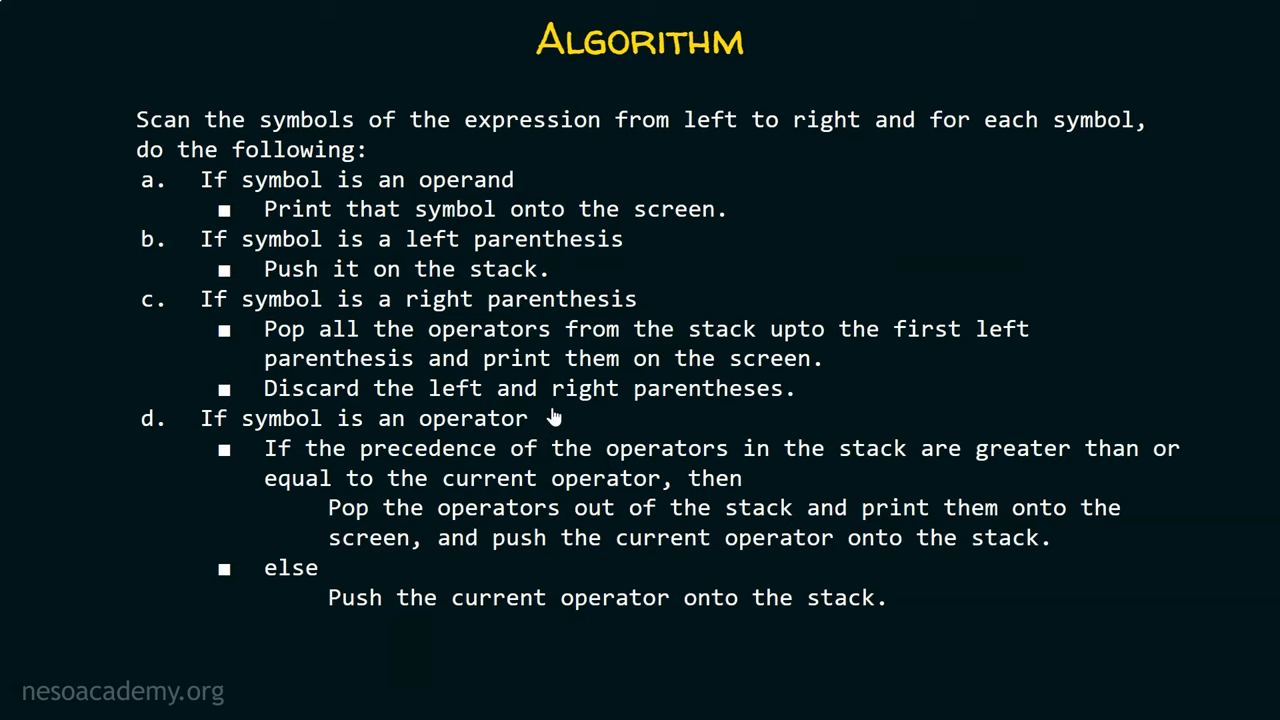 ALGORITHM
Scan the symbols of the expression from left to right and for each symbol,
do the following:
a. If symbol is an operand
■ Print that symbol onto the screen.
b. If symbol is a left parenthesis
■ Push it on the stack.
c. If symbol is a right parenthesis
■ Pop all the operators from the stack upto the first left
parenthesis and print them on the screen.
■ Discard the left and right parentheses.
d. If symbol is an operator
■ If the precedence of the operators in the stack are greater than or
equal to the current operator, then
Pop the operators out of the stack and print them onto the
screen, and push the current operator onto the stack.
■ else
Push the current operator onto the stack.
nesoacademy.org